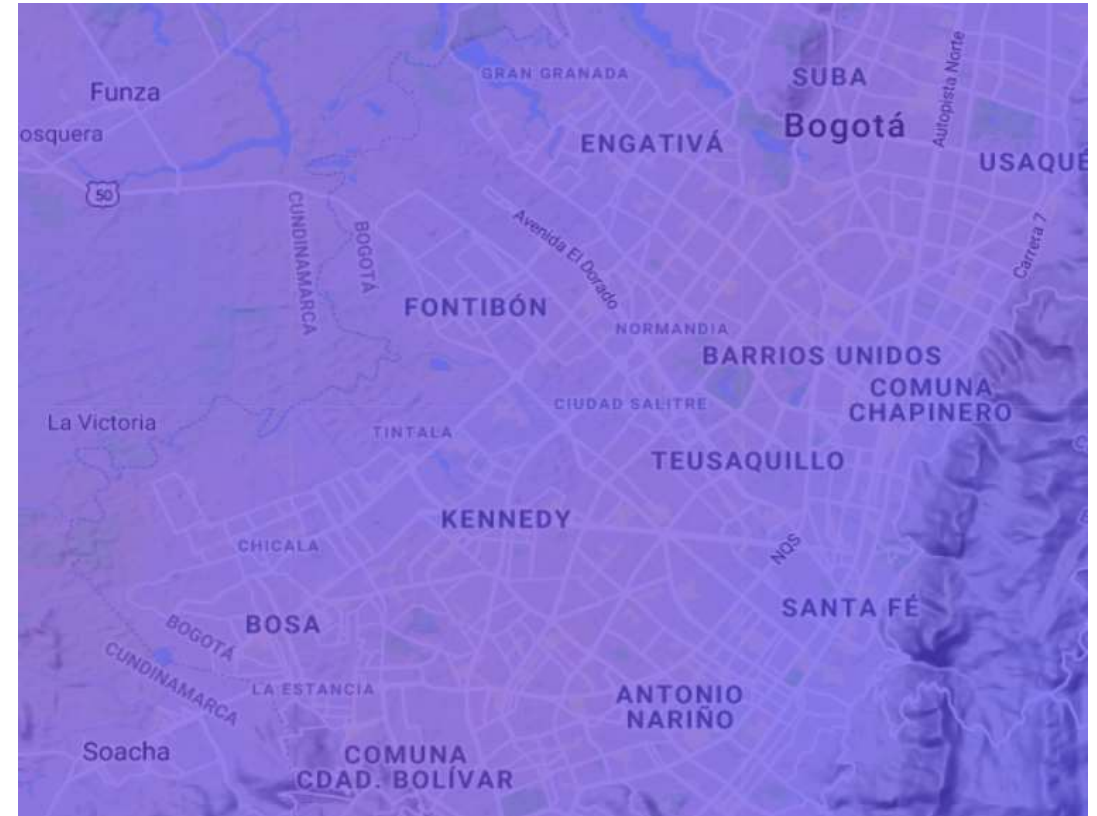 GRAN GRANADA
SUBA
Funza
Autopista Norte
Bogotá
osquera
ENGATIVÁ
USAQUÉ
50
CUNDINAMARCA
BOGOTÁ
Avenida El Dorado
Carrera 7
FONTIBÓN
NORMANDIA
BARRIOS UNIDOS
COMUNA
CHAPINERO
CIUDAD SALITRE
La Victoria
TINTALA
TEUSAQUILLO
KENNEDY
CHICALA
NQS
SANTA FÉ
BOSA
BOGOTÁ
CUNDINAMARCA
LA ESTANCIA
ANTONIO
NARIÑO
Soacha
COMUNA
CDAD. BOLÍVAR